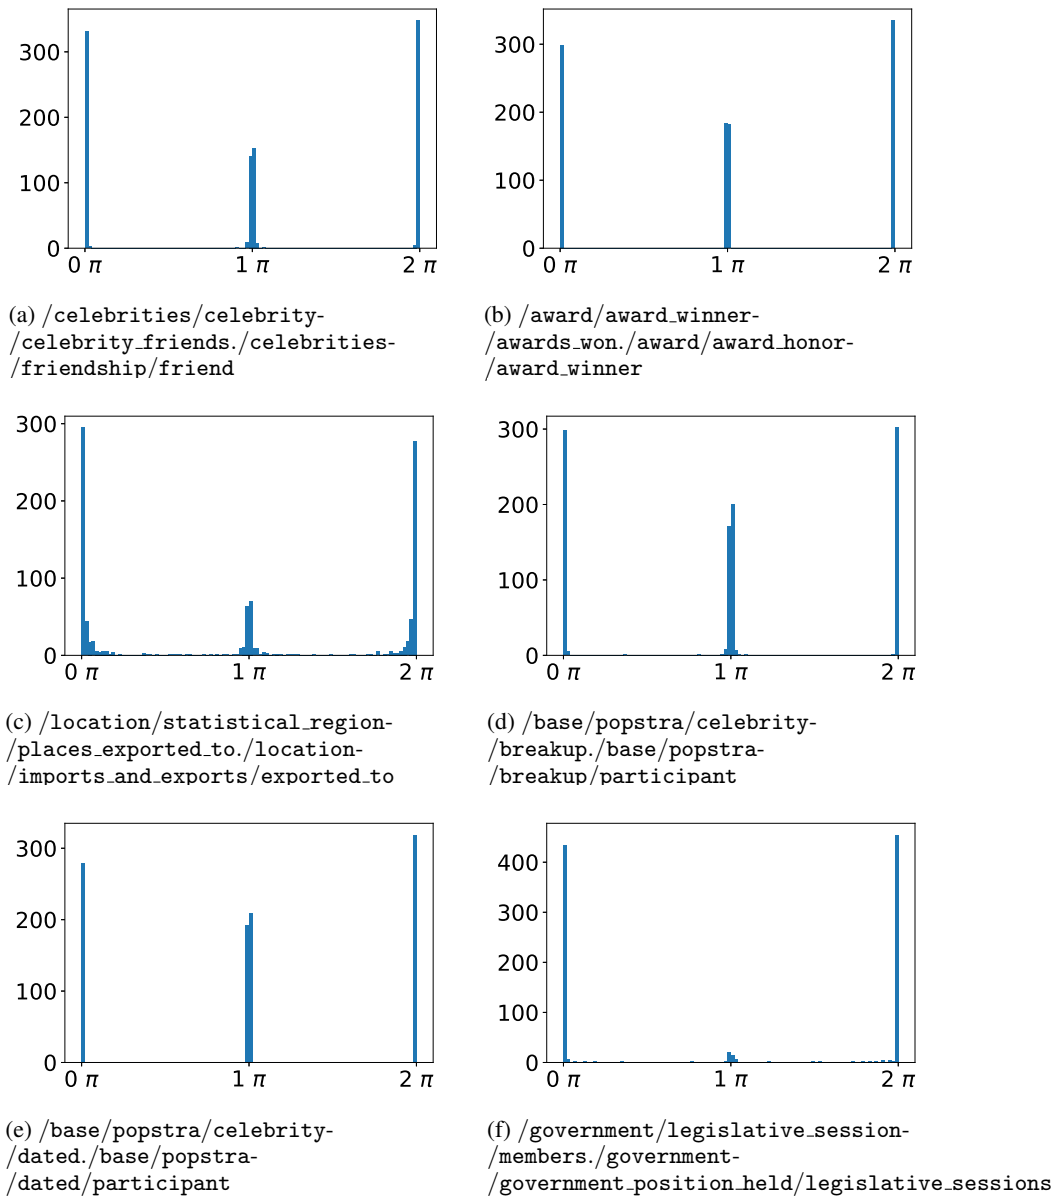 300
200
100
0
0 π
1 π
2 π
300
200
100
0
0 π
1 π
2 π
(a) /celebrities/celebrity-
/celebrity_friends./celebrities-
/friendship/friend
(b) /award/award_winner-
/awards_won./award/award_honor-
/award_winner
300
200
100
0
0 π
1 π
2 π
300
200
100
0
0 π
1 π
2 π
(c) /location/statistical_region-
/places_exported_to./location-
/imports_and_exports/exported_to
(d) /base/popstra/celebrity-
/breakup./base/popstra-
/breakup/participant
300
200
100
0
0 π
1 π
2 π
400
300
200
100
0
0 π
1 π
2 π
(e) /base/popstra/celebrity-
/dated./base/popstra-
/dated/participant
(f) /government/legislative_session-
/members./government-
/government_position_held/legislative_sessions